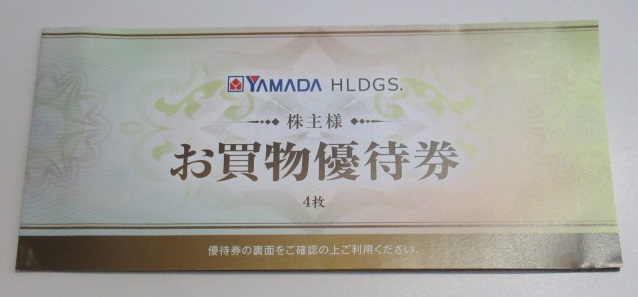 YAMADA HLDGS.
株主様
お買物優待券
4枚
優待券の裏面をご確認の上ご利用ください。